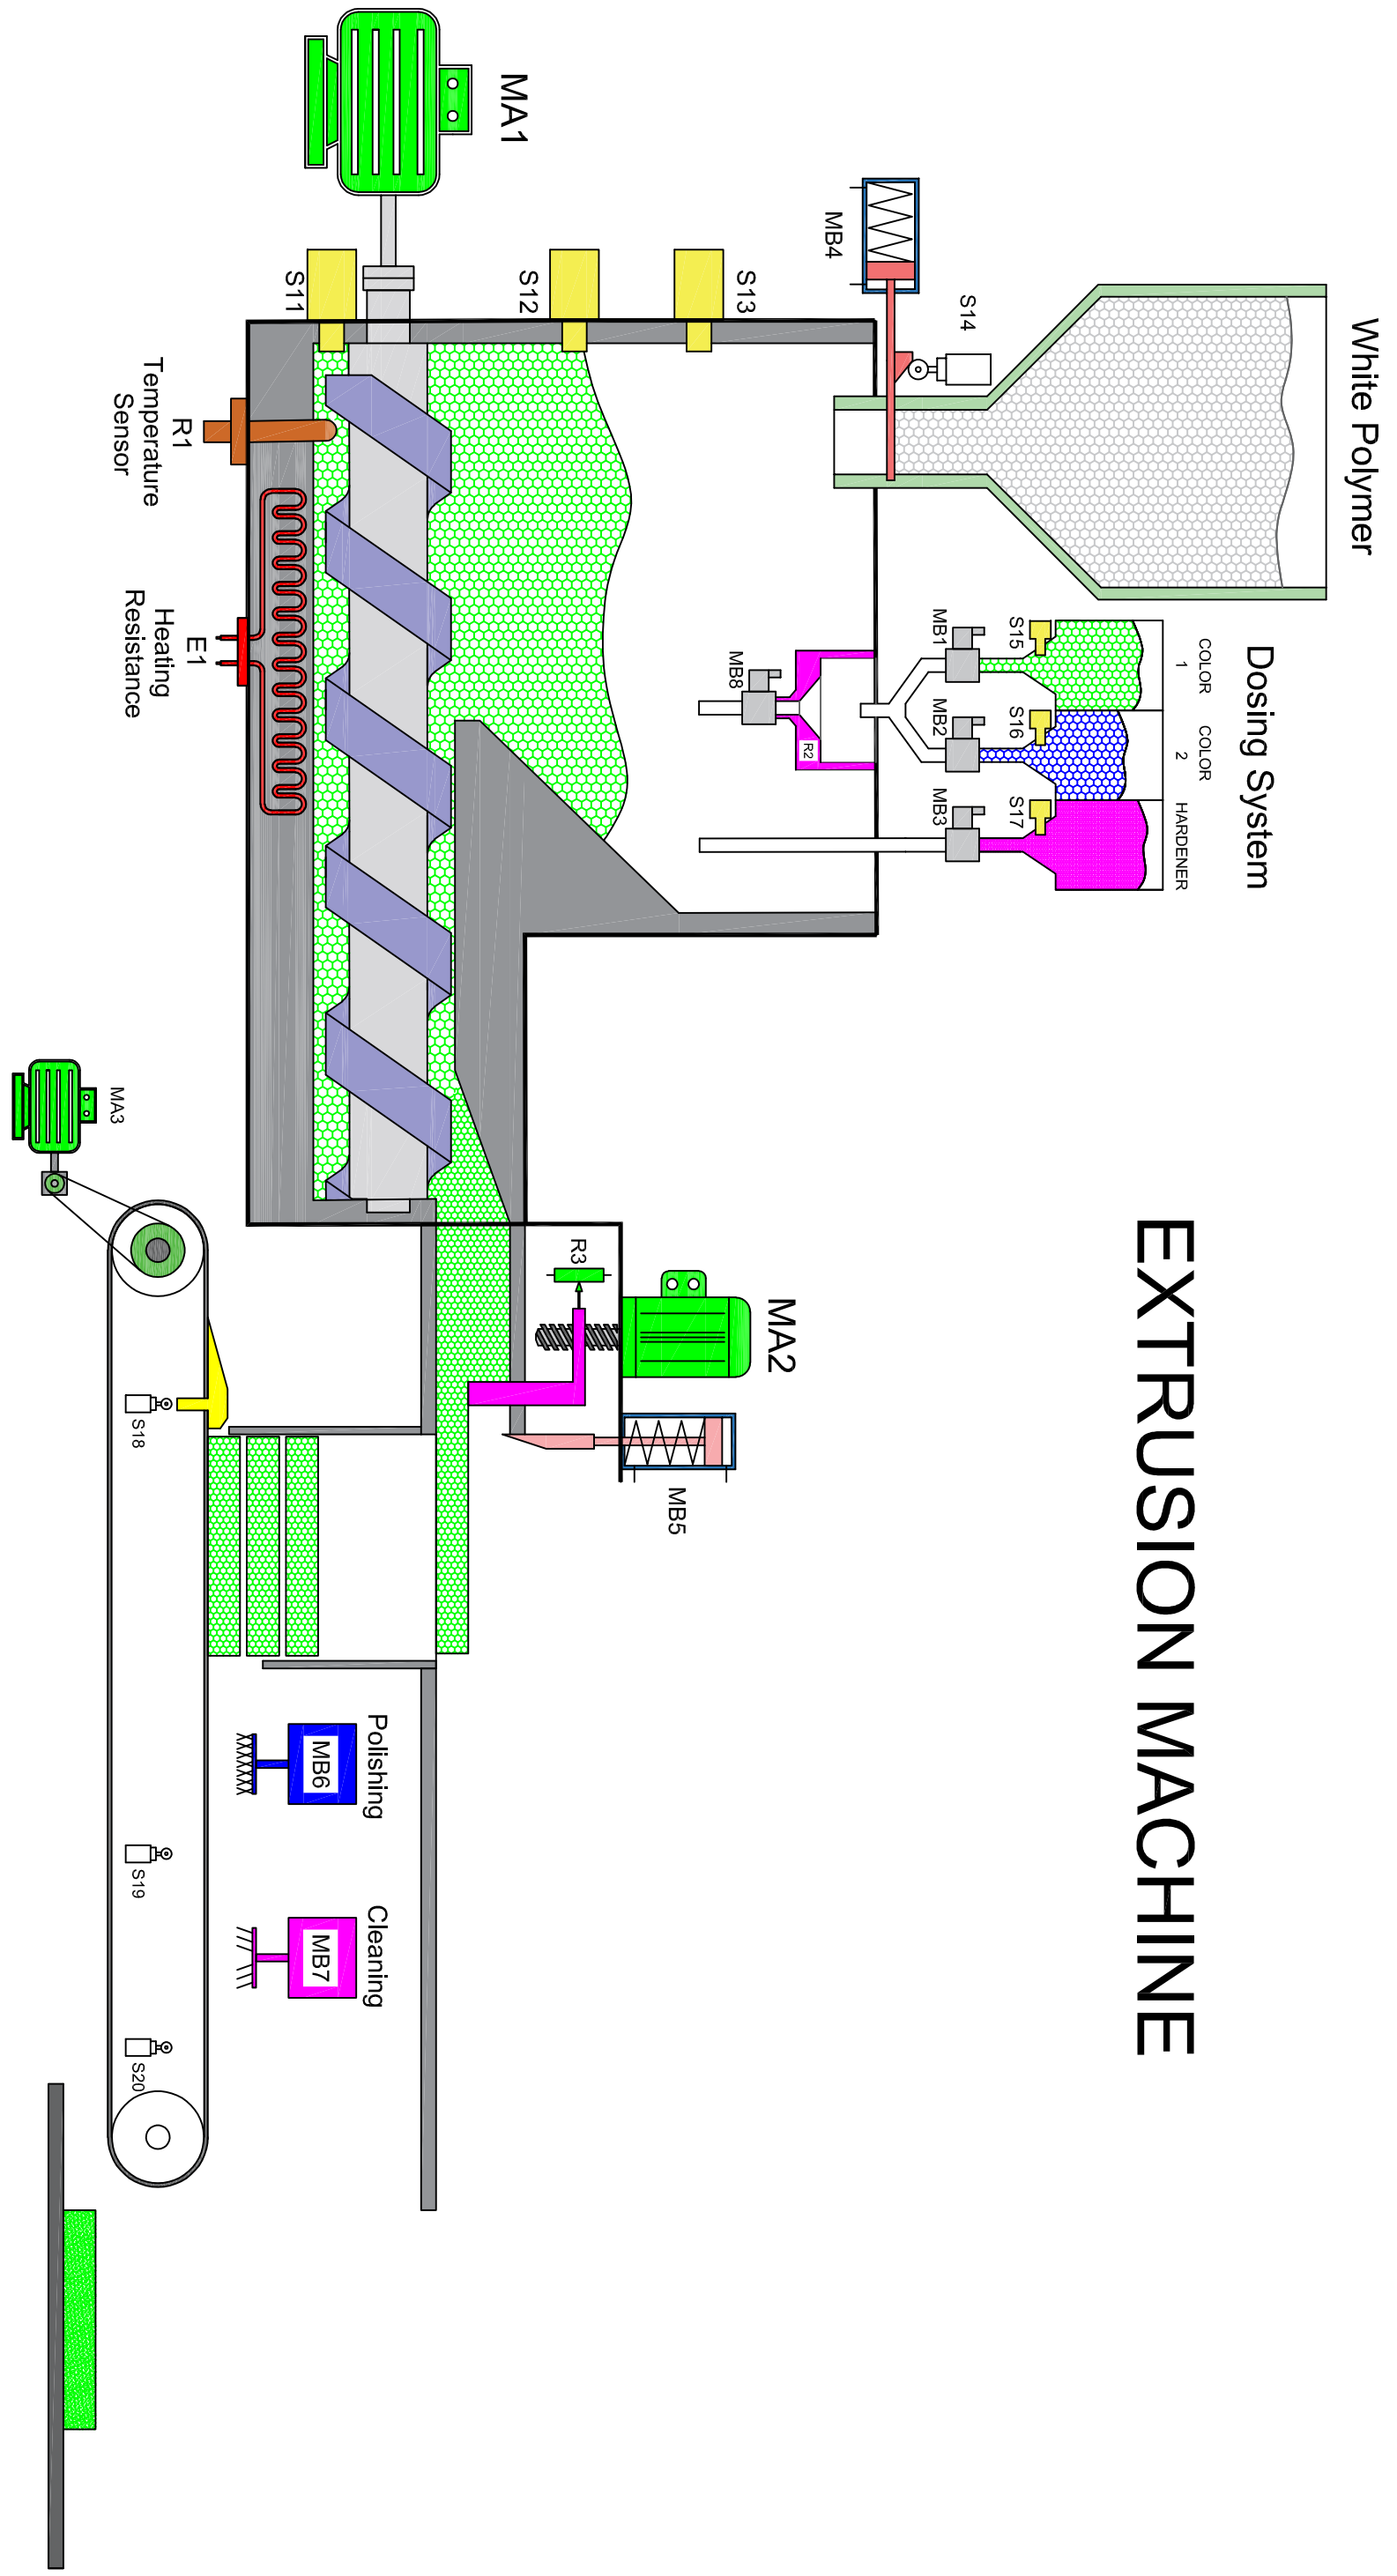 EXTRUSION MACHINE
White Polymer
Dosing System
COLOR
1
COLOR
2
HARDENER
S14
S15
S16
S17
MB4
MB1
MB2
MB3
MB8
R2
MA1
S13
S12
S11
R1
Temperature
Sensor
E1
Heating
Resistance
MA2
R3
MB5
MA3
S18
Polishing
MB6
Cleaning
MB7
S19
S20